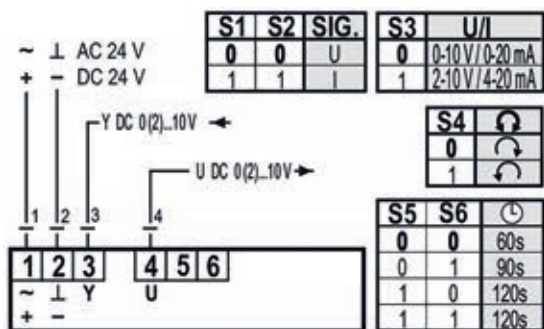 ~ ⊥ AC 24 V
+ − DC 24 V
Y DC 0(2)...10V
U DC 0(2)...10V
1 2 3 4
1 2 3 4 5 6
~ ⊥ Y U
+ −
S1 S2 SIG.
0 0 U
1 1 I
S3 U/I
0 0-10 V / 0-20 mA
1 2-10 V / 4-20 mA
S4
0
1
S5 S6
0 0 60s
0 1 90s
1 0 120s
1 1 120s